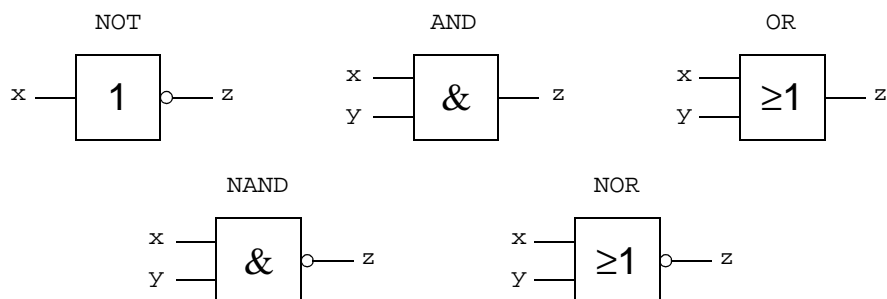 NOT AND OR
x 1 z
x y & z
x y ≥1 z
NAND NOR
x y & z
x y ≥1 z